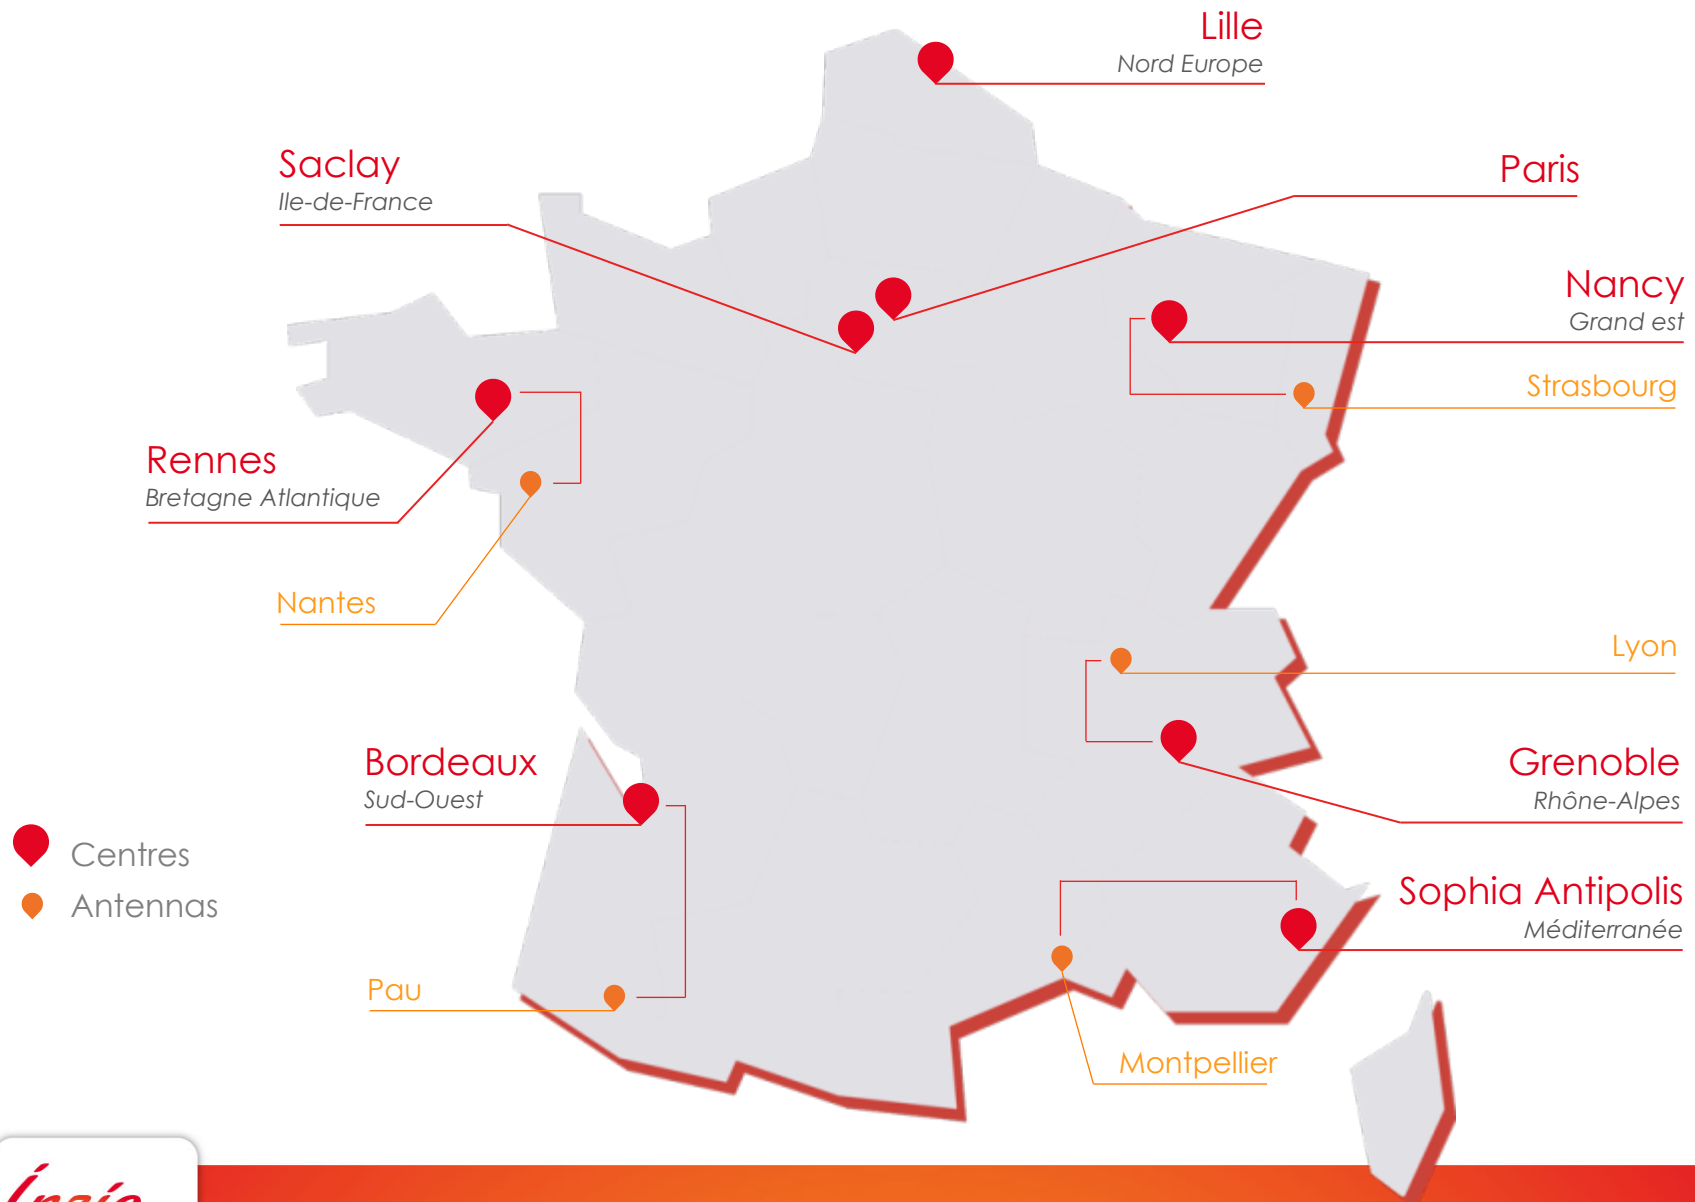 Lille
Nord Europe
Saclay
Ile-de-France
Paris
Nancy
Grand est
Strasbourg
Rennes
Bretagne Atlantique
Nantes
Lyon
Bordeaux
Sud-Ouest
Grenoble
Rhône-Alpes
Centres
Antennas
Sophia Antipolis
Méditerranée
Pau
Montpellier